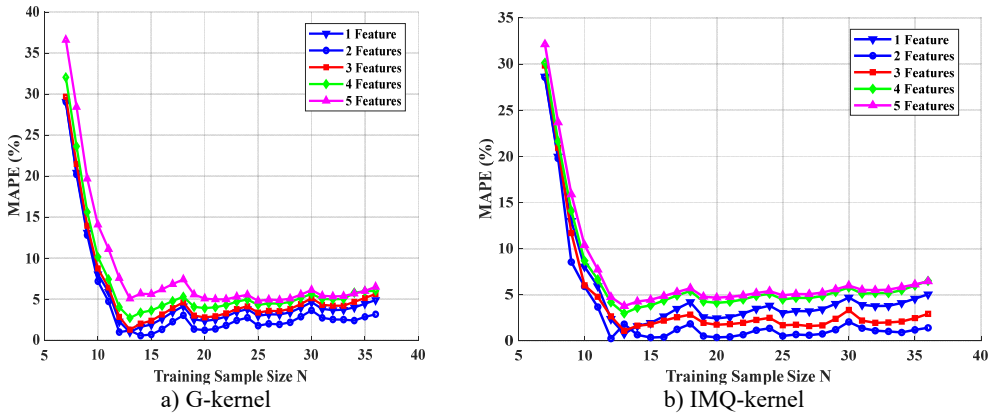 40
35
30
25
20
15
10
5
0
MAPE (%)
5
10
15
20
25
30
35
40
Training Sample Size N
1 Feature
2 Features
3 Features
4 Features
5 Features
a) G-kernel
35
30
25
20
15
10
5
0
MAPE (%)
5
10
15
20
25
30
35
40
Training Sample Size N
1 Feature
2 Features
3 Features
4 Features
5 Features
b) IMQ-kernel